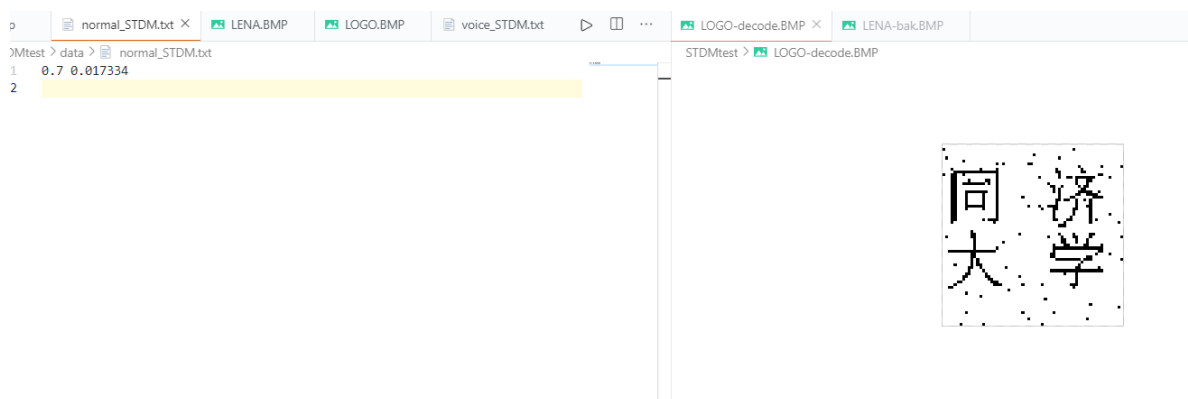 normal_STDM.txt LENA.BMP LOGO.BMP voice_STDM.txt LOGO-decode.BMP LENA-bak.BMP
DMtest > data > normal_STDM.txt STDMtest > LOGO-decode.BMP
1 0.7 0.017334
2
同 济
大 学